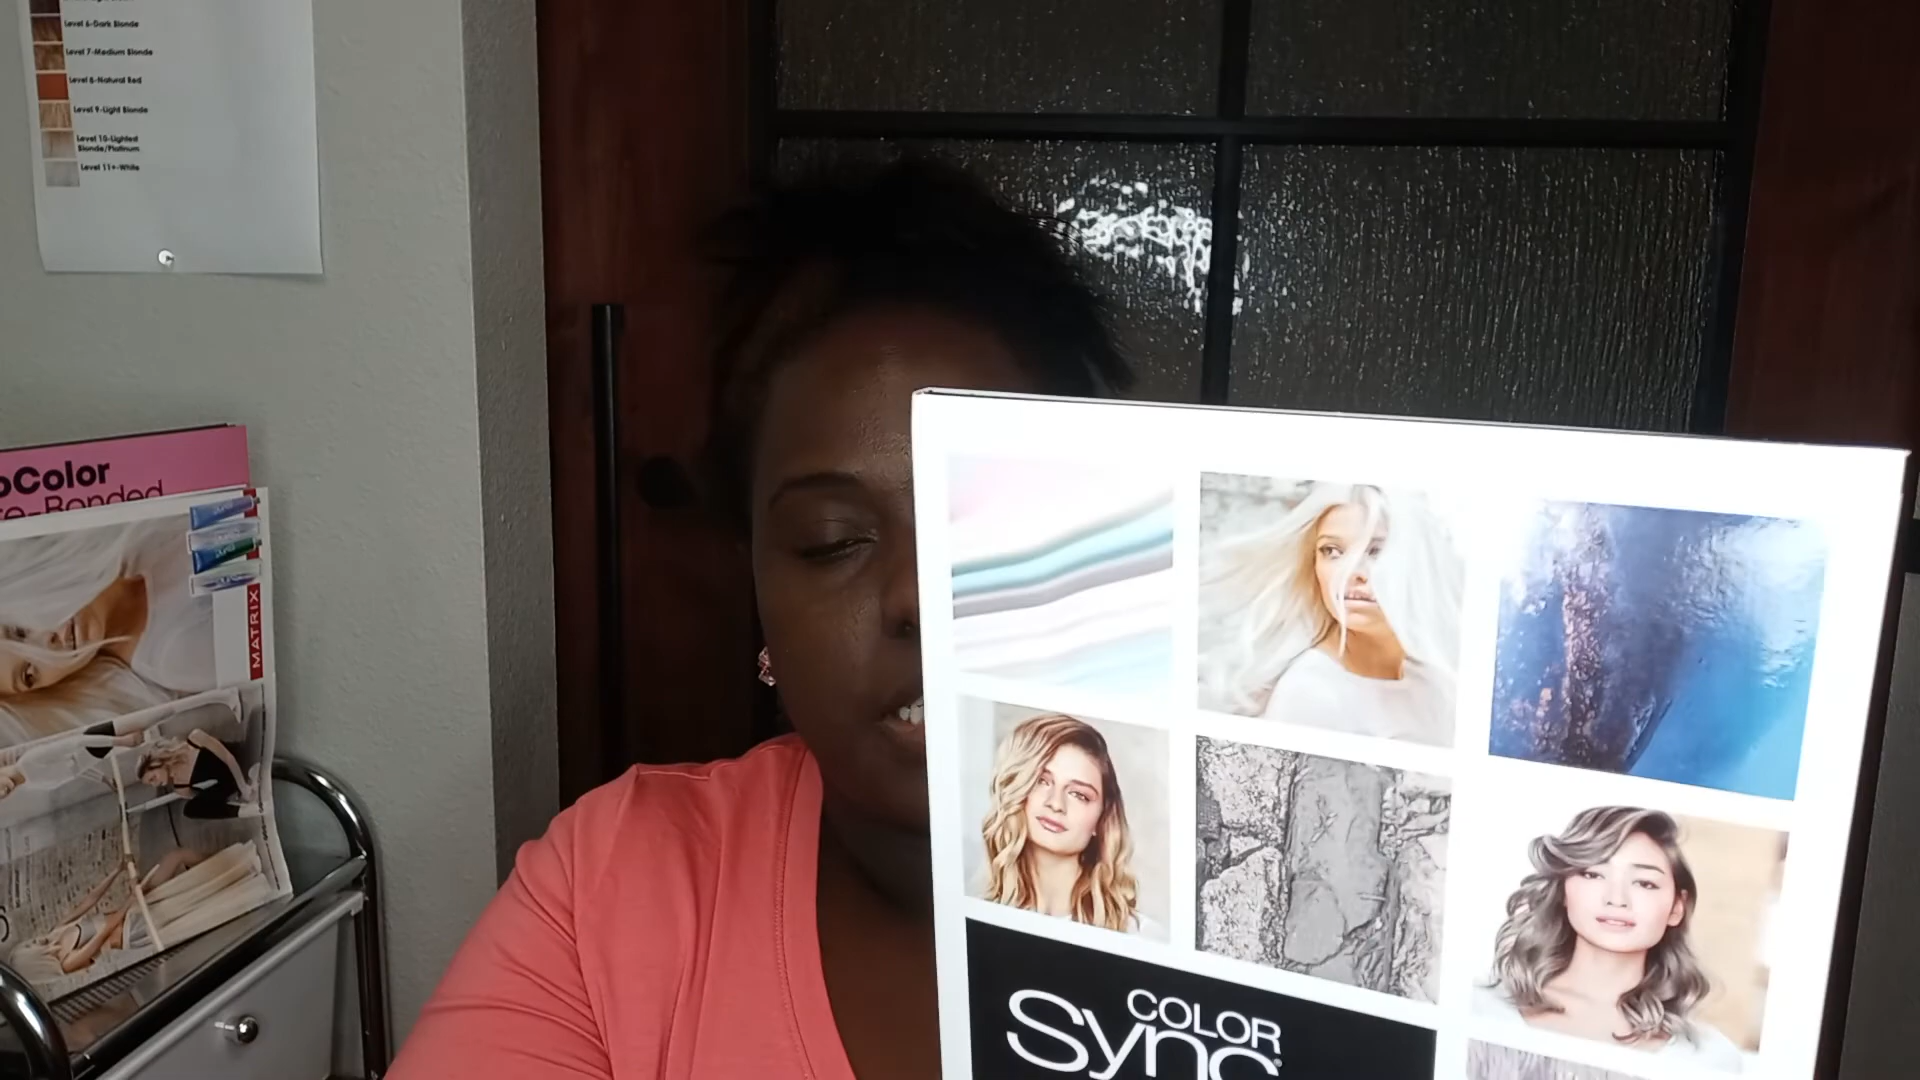 Level 6-Dark Blonde
Level 7-Medium Blonde
Level 8-Natural Red
Level 9-Light Blonde
Level 10-Lightest
Blonde/Platinum
Level 11+-White
oColor
e-Bonded
MATRIX
COLOR
Sync